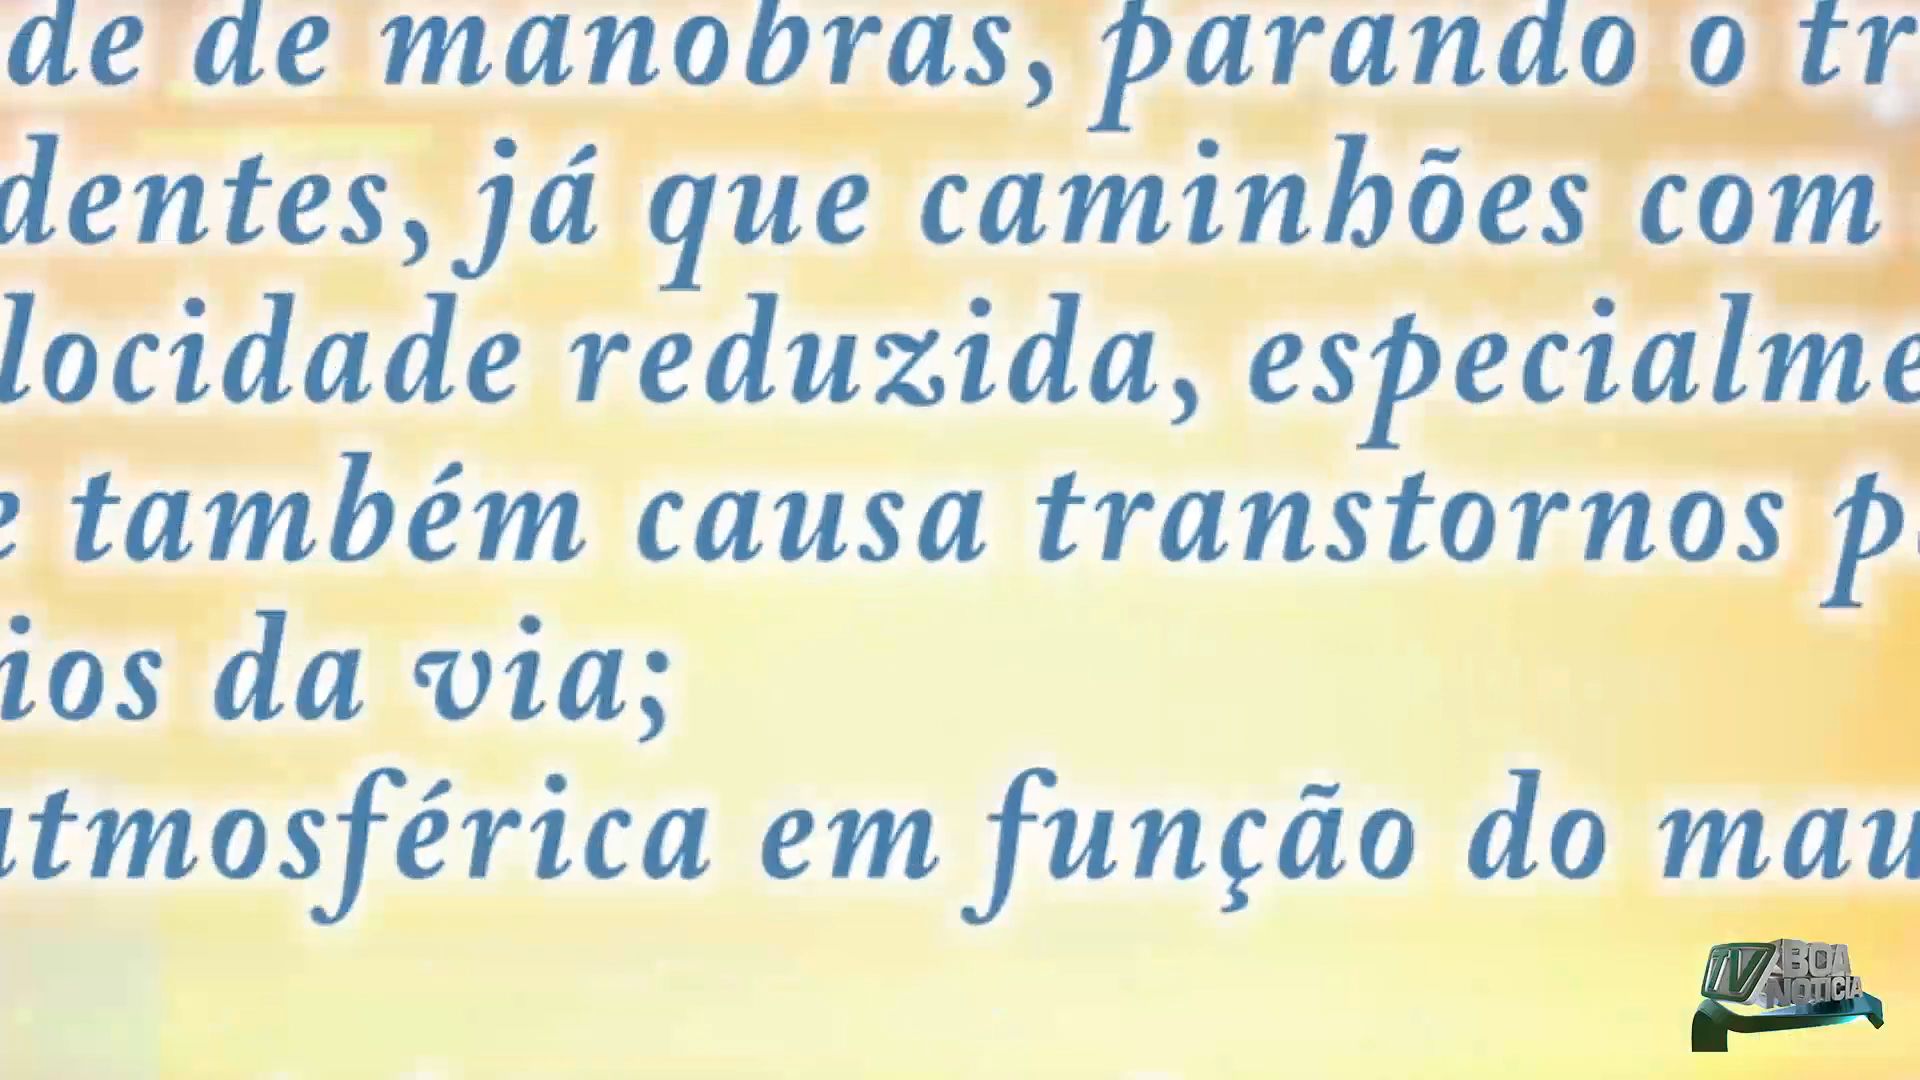 de de manobras, parando o tr
dentes, já que caminhões com
locidade reduzida, especialme
e também causa transtornos p
ios da via;
atmosférica em função do mau
TV BOA
NOTÍCIA